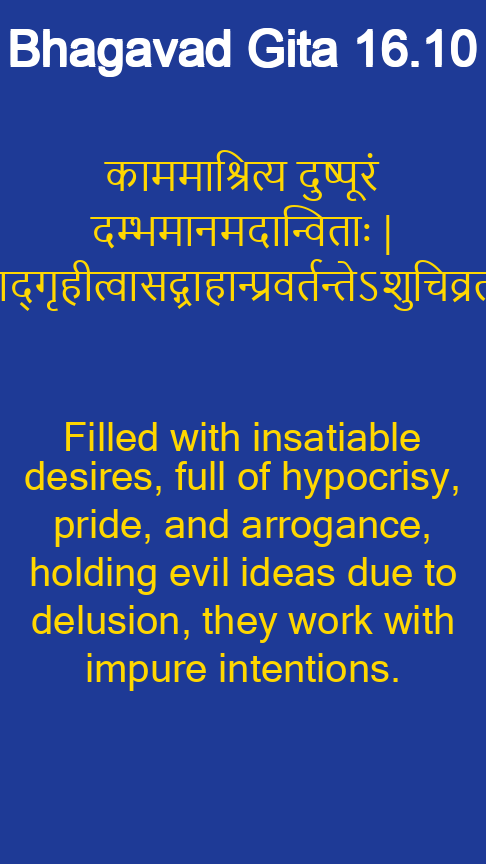 Bhagavad Gita 16.10
काममाश्रित्य दुष्पूरं
दम्भमानमदान्विताः |
ाद्गृहीत्वासद्ग्राहान्प्रवर्तन्तेऽशुचिव्रत
Filled with insatiable
desires, full of hypocrisy,
pride, and arrogance,
holding evil ideas due to
delusion, they work with
impure intentions.